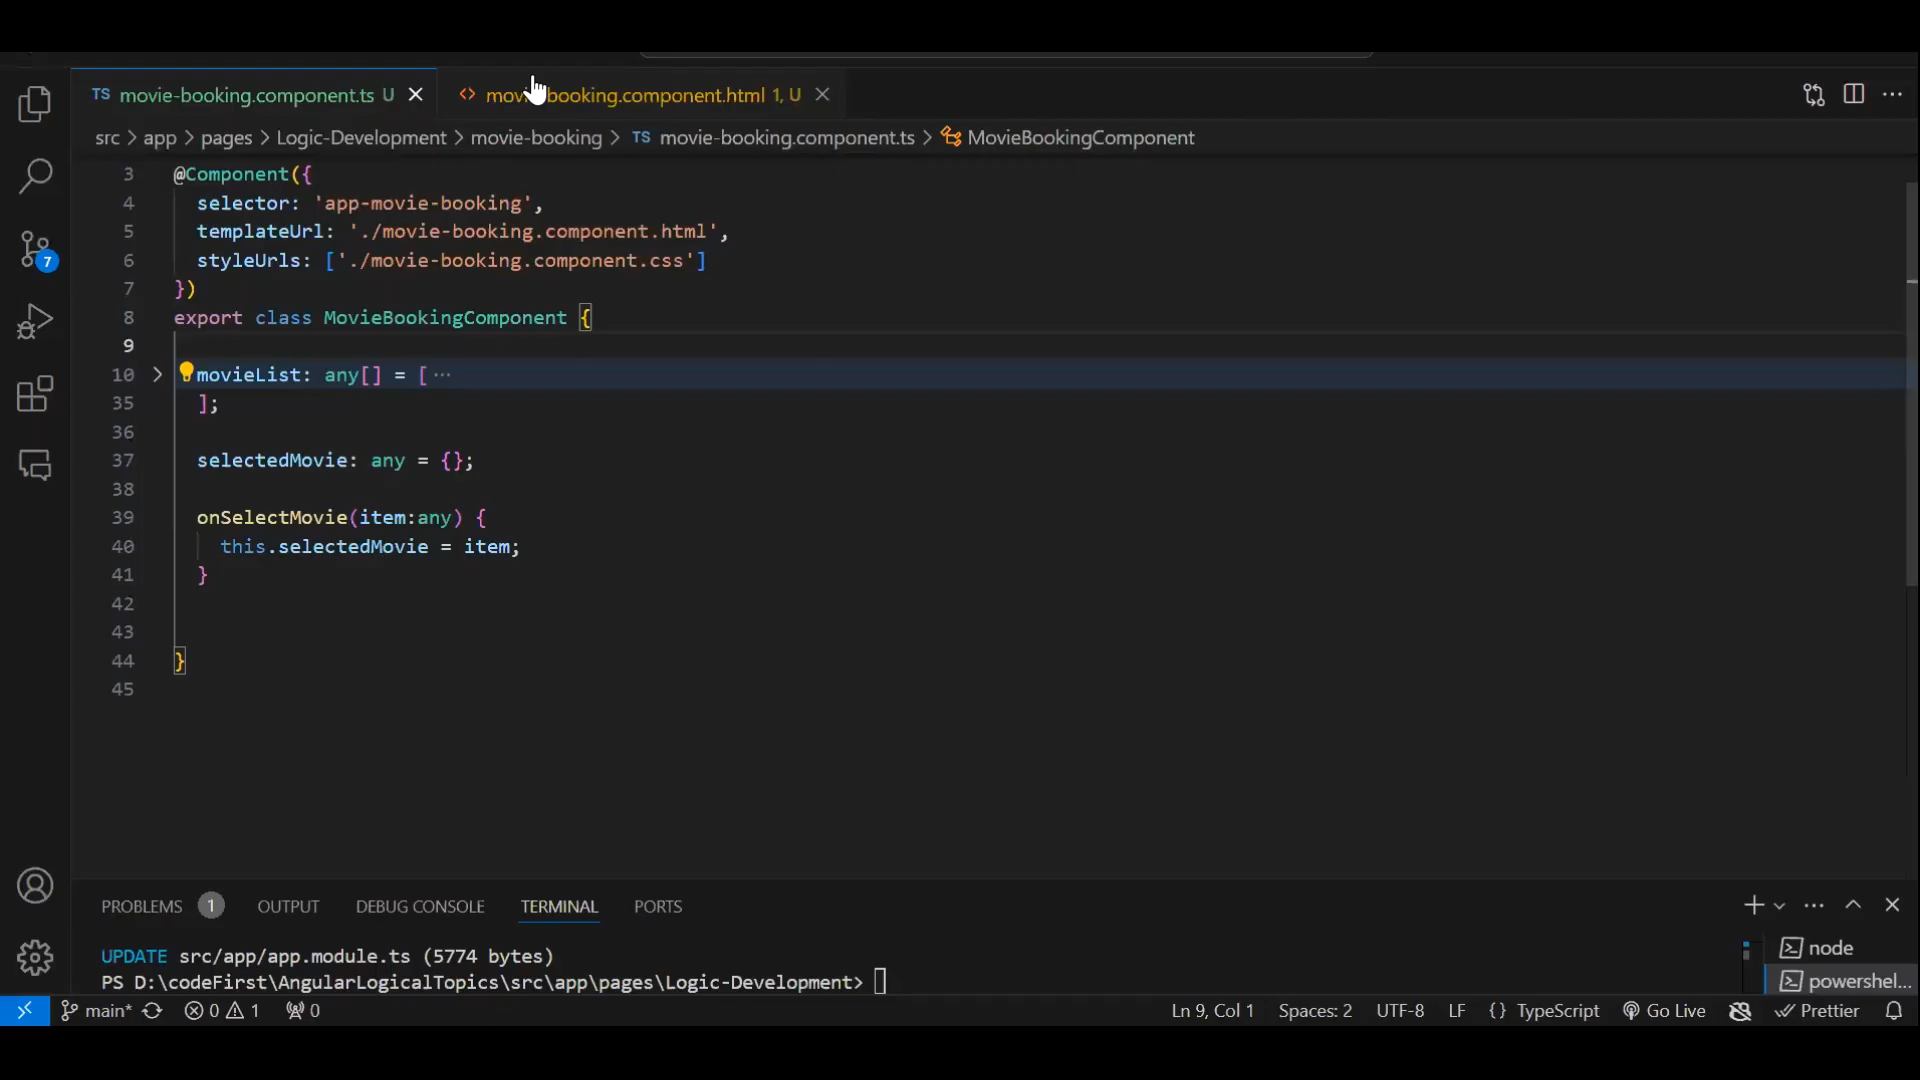 TS movie-booking.component.ts U
<> movie-booking.component.html 1, U
src > app > pages > Logic-Development > movie-booking > TS movie-booking.component.ts > MovieBookingComponent
3 @Component({
4 selector: 'app-movie-booking',
5 templateUrl: './movie-booking.component.html',
6 styleUrls: ['./movie-booking.component.css']
7 })
8 export class MovieBookingComponent {
9
10 movieList: any[] = [ ···
35 ];
36
37 selectedMovie: any = {};
38
39 onSelectMovie(item:any) {
40 this.selectedMovie = item;
41 }
42
43
44 }
45
7
PROBLEMS 1 OUTPUT DEBUG CONSOLE TERMINAL PORTS
UPDATE src/app/app.module.ts (5774 bytes)
PS D:\codeFirst\AngularLogicalTopics\src\app\pages\Logic-Development>
node
powershel...
main* 0 1 0 Ln 9, Col 1 Spaces: 2 UTF-8 LF {} TypeScript Go Live Prettier